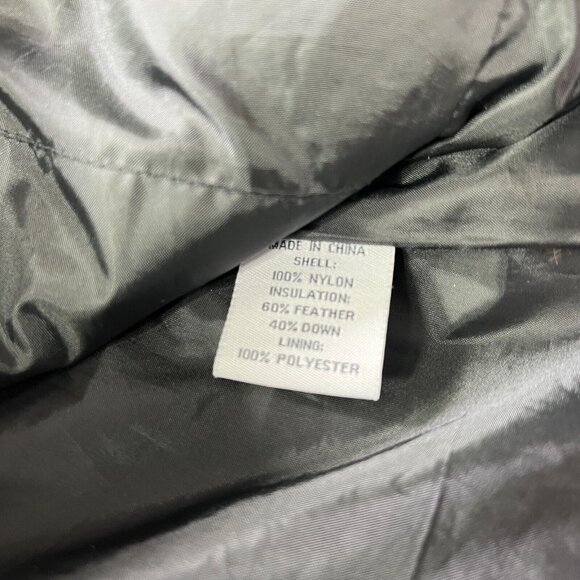 MADE IN CHINA
SHELL:
100% NYLON
INSULATION:
60% FEATHER
40% DOWN
LINING:
100% POLYESTER